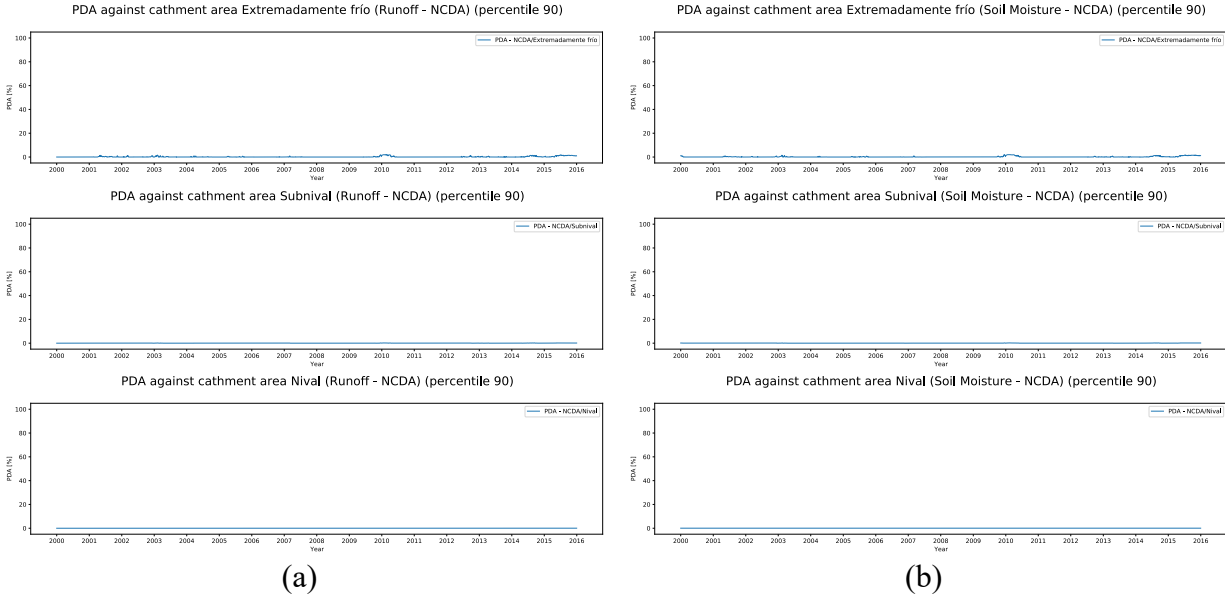 PDA against cathment area Extremadamente frío (Runoff - NCDA) (percentile 90)
PDA - NCDA/Extremadamente frío
100
80
60
40
20
0
PDA [%]
2000 2001 2002 2003 2004 2005 2006 2007 2008 2009 2010 2011 2012 2013 2014 2015 2016
Year
PDA against cathment area Subnival (Runoff - NCDA) (percentile 90)
PDA - NCDA/Subnival
100
80
60
40
20
0
PDA [%]
2000 2001 2002 2003 2004 2005 2006 2007 2008 2009 2010 2011 2012 2013 2014 2015 2016
Year
PDA against cathment area Nival (Runoff - NCDA) (percentile 90)
PDA - NCDA/Nival
100
80
60
40
20
0
PDA [%]
2000 2001 2002 2003 2004 2005 2006 2007 2008 2009 2010 2011 2012 2013 2014 2015 2016
Year
(a)
PDA against cathment area Extremadamente frío (Soil Moisture - NCDA) (percentile 90)
PDA - NCDA/Extremadamente frío
100
80
60
40
20
0
PDA [%]
2000 2001 2002 2003 2004 2005 2006 2007 2008 2009 2010 2011 2012 2013 2014 2015 2016
Year
PDA against cathment area Subnival (Soil Moisture - NCDA) (percentile 90)
PDA - NCDA/Subnival
100
80
60
40
20
0
PDA [%]
2000 2001 2002 2003 2004 2005 2006 2007 2008 2009 2010 2011 2012 2013 2014 2015 2016
Year
PDA against cathment area Nival (Soil Moisture - NCDA) (percentile 90)
PDA - NCDA/Nival
100
80
60
40
20
0
PDA [%]
2000 2001 2002 2003 2004 2005 2006 2007 2008 2009 2010 2011 2012 2013 2014 2015 2016
Year
(b)